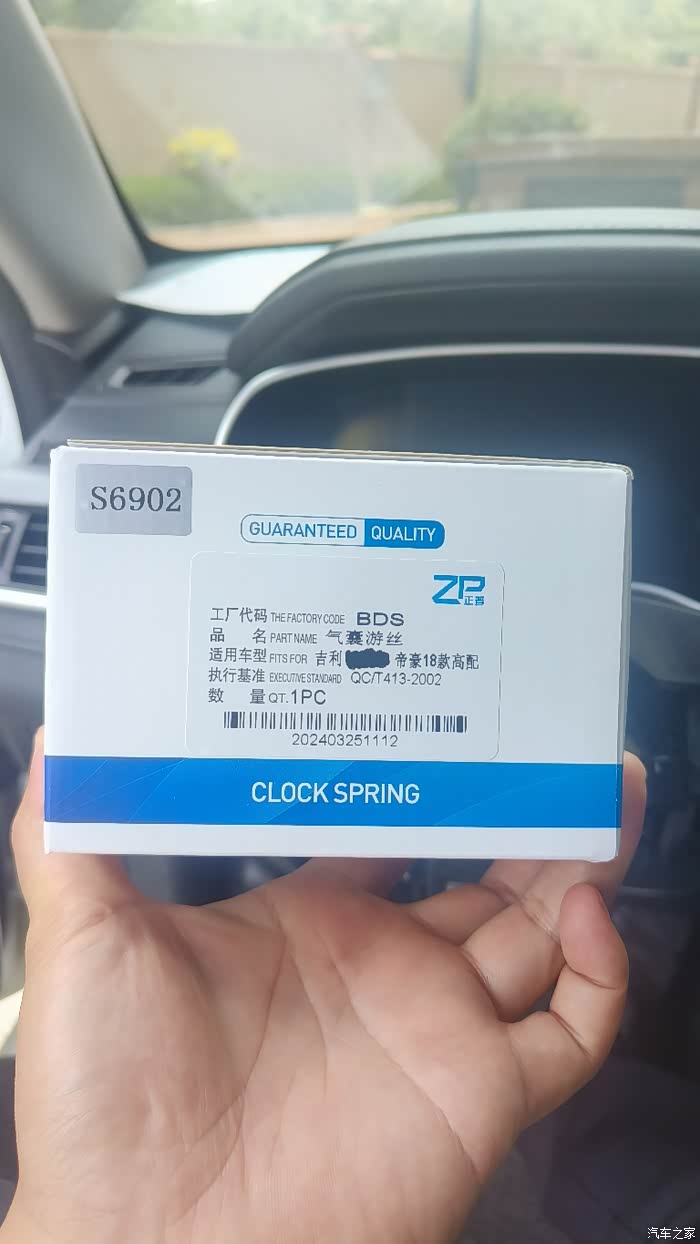 S6902
GUARANTEED QUALITY
ZP
正普
工厂代码 THE FACTORY CODE BDS
品 名 PART NAME 气囊游丝
适用车型 FITS FOR 吉利 帝豪18款高配
执行基准 EXECUTIVE STANDARD QC/T413-2002
数 量 QT. 1PC
202403251112
CLOCK SPRING
汽车之家